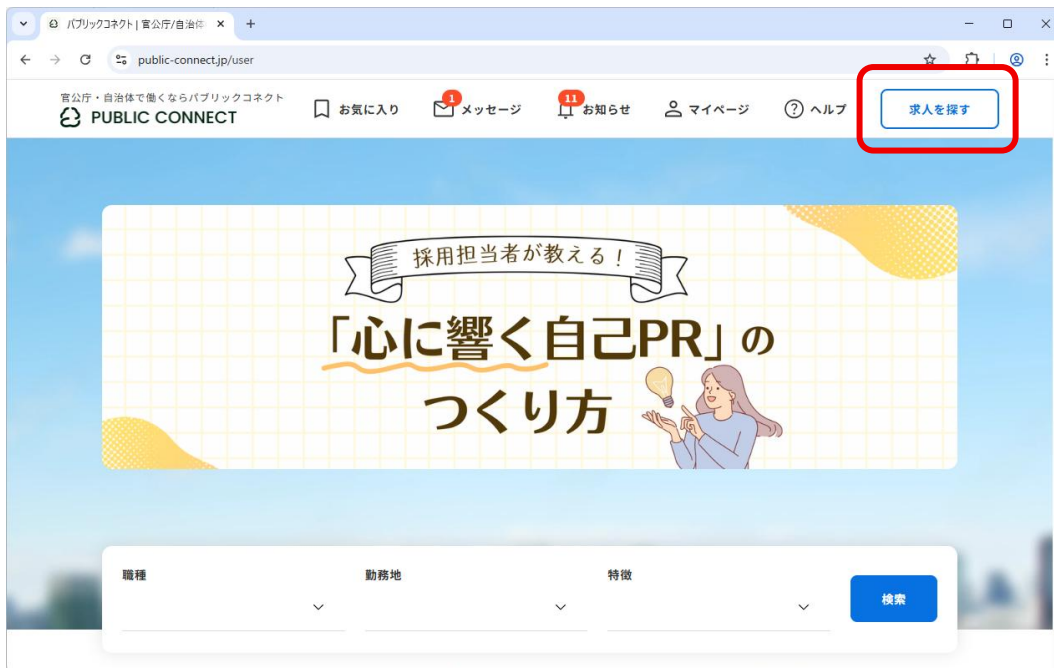 パブリックコネクト | 官公庁/自治体
public-connect.jp/user
官公庁・自治体で働くならパブリックコネクト
PUBLIC CONNECT
お気に入り
1
メッセージ
11
お知らせ
マイページ
? ヘルプ
求人を探す
採用担当者が教える！
「心に響く自己PR」の
つくり方
職種
勤務地
特徴
検索